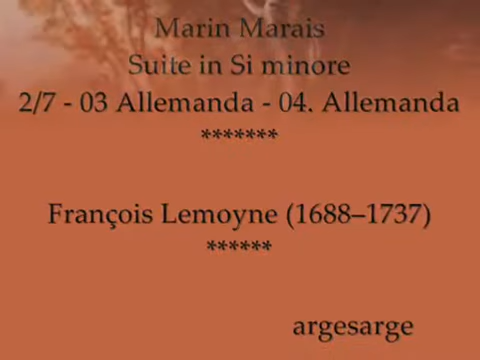 Marin Marais
Suite in Si minore
2/7 - 03 Allemanda - 04. Allemanda
*******
François Lemoyne (1688–1737)
******
argesarge